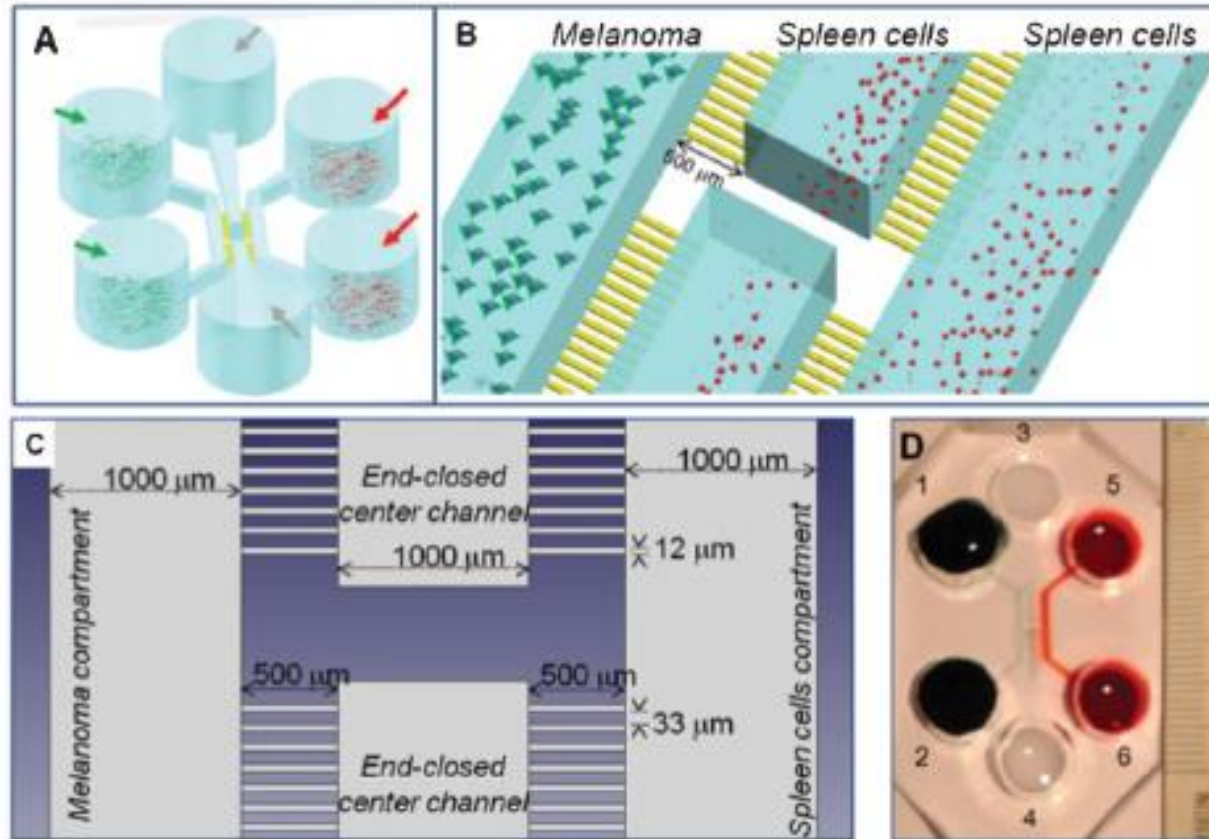 A
B
Melanoma
Spleen cells
Spleen cells
500 µm
C
1000 µm
End-closed
center channel
1000 µm
1000 µm
12 µm
Melanoma compartment
Spleen cells compartment
500 µm
500 µm
33 µm
End-closed
center channel
D
3
1
5
2
6
4